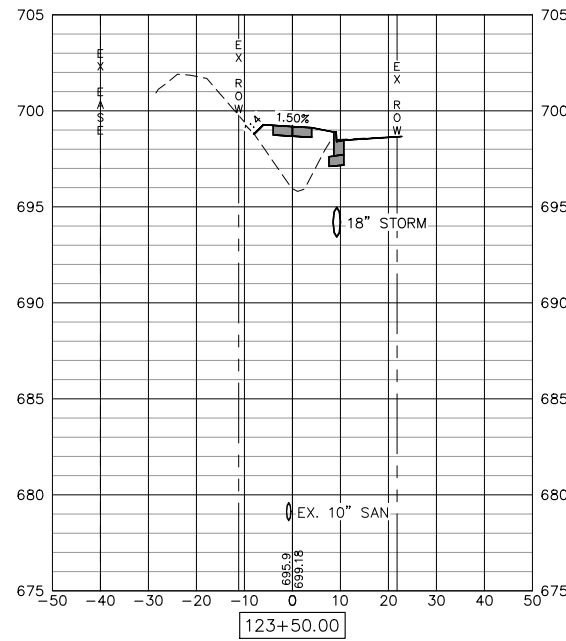 705 705
EX EASE
EX ROW
EX ROW
700 700
1:4
1.50%
695 695
18" STORM
690 690
685 685
680 680
EX. 10" SAN
695.9
699.18
675 675
-50 -40 -30 -20 -10 0 10 20 30 40 50
123+50.00